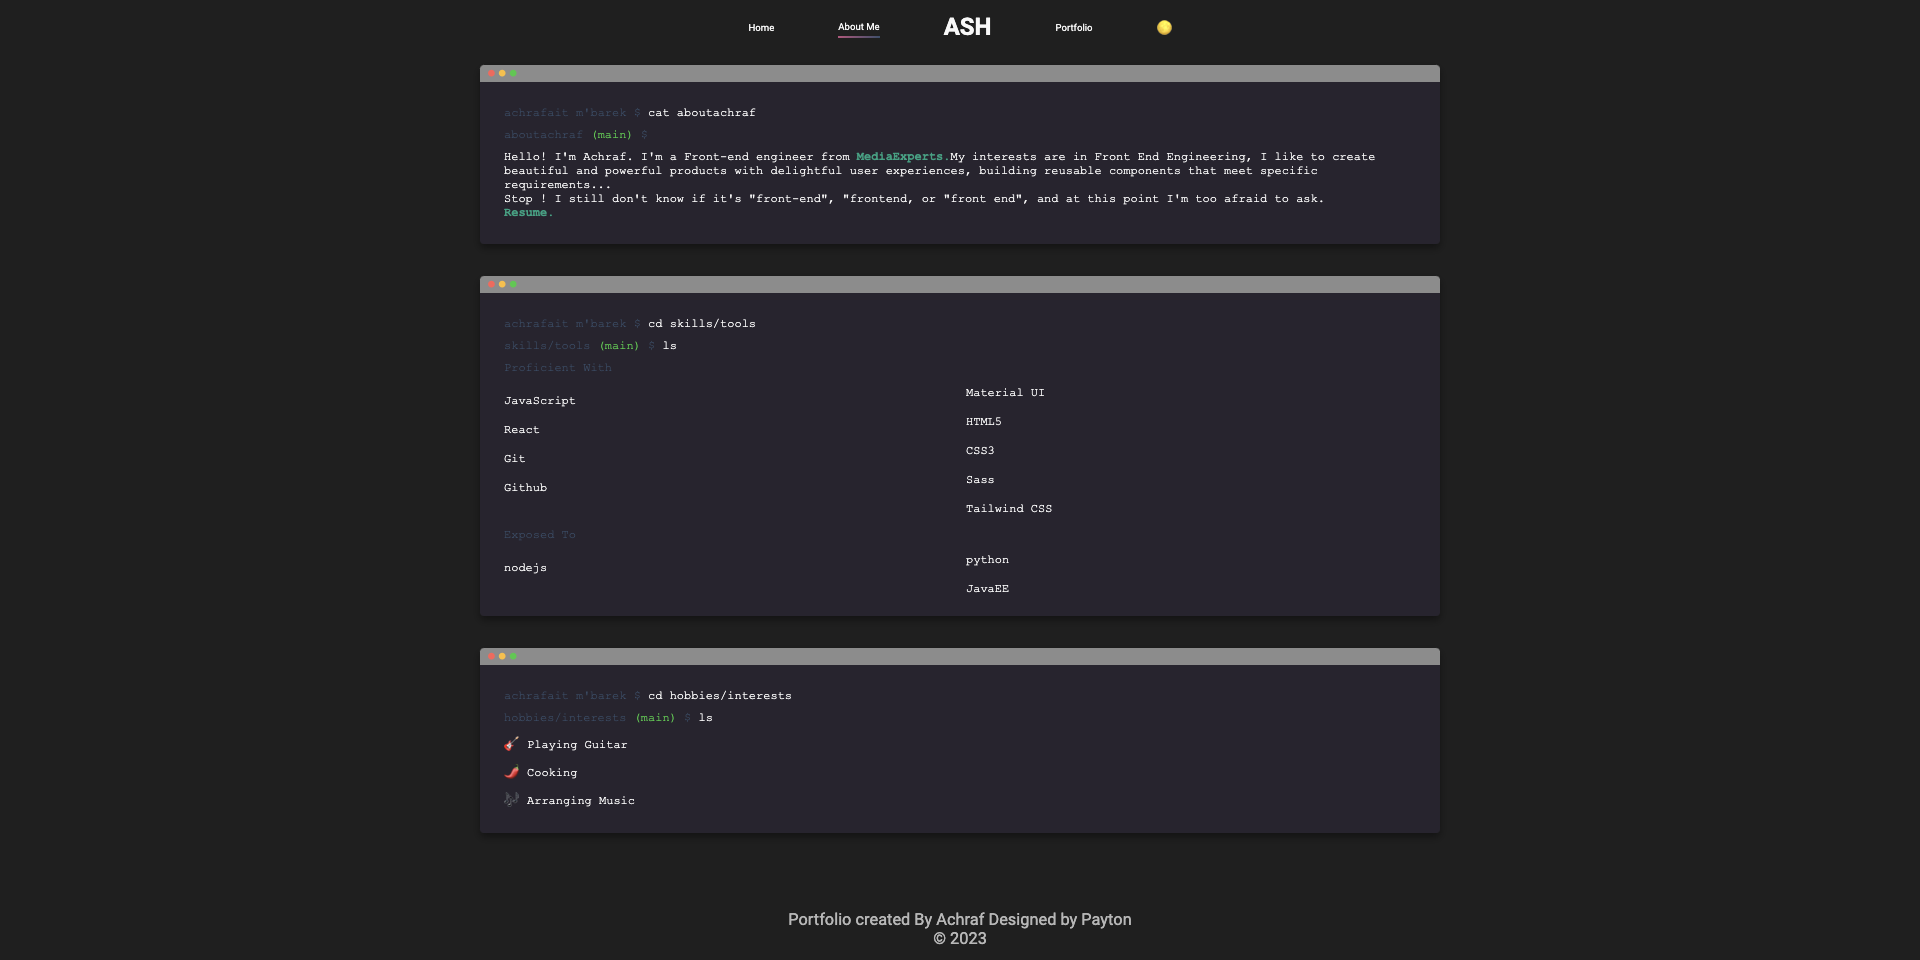 Home
About Me
ASH
Portfolio
achrafait m'barek $ cat aboutachraf
aboutachraf (main) $
Hello! I'm Achraf. I'm a Front-end engineer from MediaExperts.My interests are in Front End Engineering, I like to create
beautiful and powerful products with delightful user experiences, building reusable components that meet specific
requirements...
Stop ! I still don't know if it's "front-end", "frontend, or "front end", and at this point I'm too afraid to ask.
Resume.
achrafait m'barek $ cd skills/tools
skills/tools (main) $ ls
Proficient With
JavaScript
React
Git
Github
Material UI
HTML5
CSS3
Sass
Tailwind CSS
Exposed To
nodejs
python
JavaEE
achrafait m'barek $ cd hobbies/interests
hobbies/interests (main) $ ls
Playing Guitar
Cooking
Arranging Music
Portfolio created By Achraf Designed by Payton
© 2023